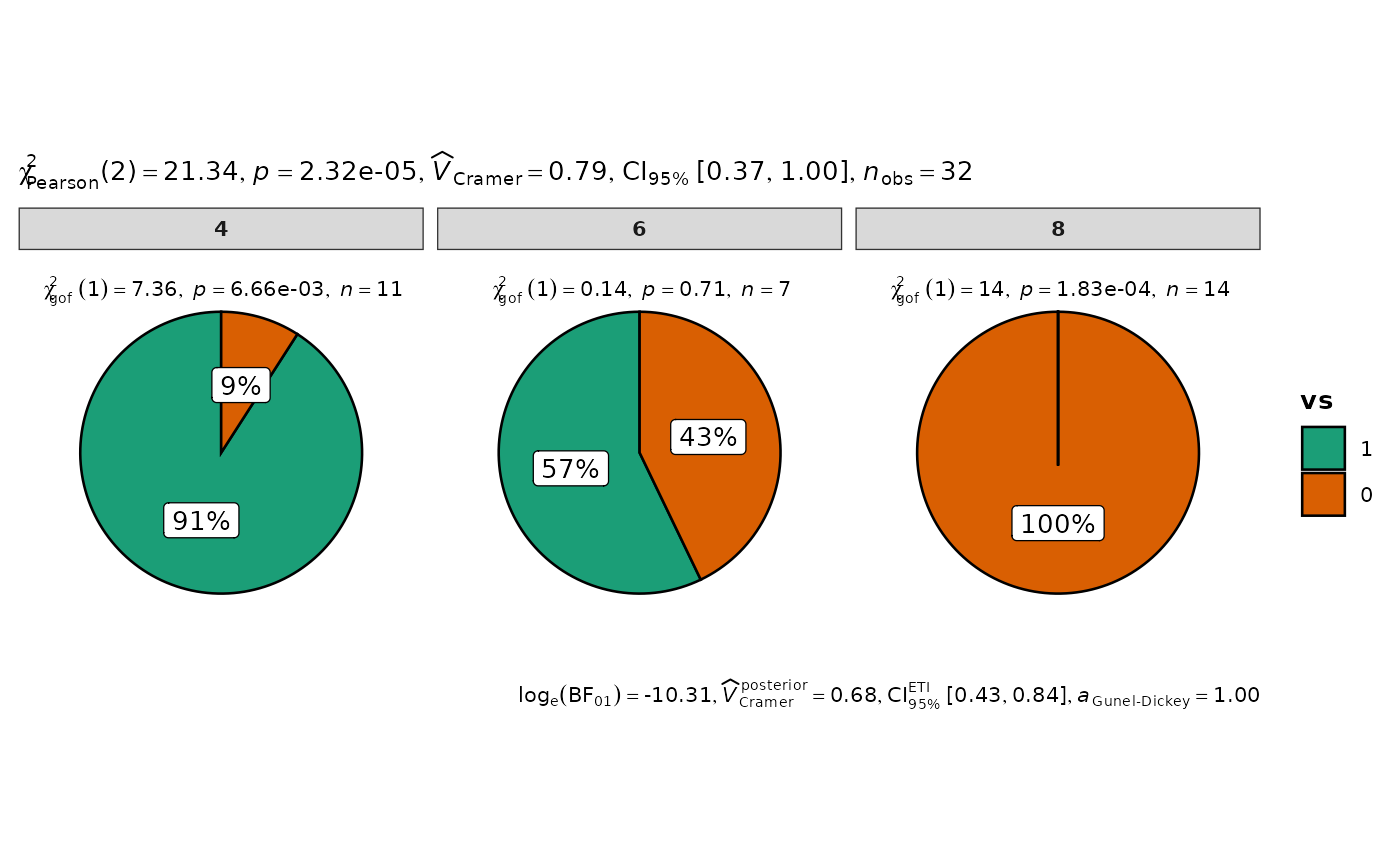 χ²Pearson(2) = 21.34, p = 2.32e-05, V̂Cramer = 0.79, CI95% [0.37, 1.00], nobs = 32
4 6 8
χ²gof (1) = 7.36, p = 6.66e-03, n = 11
χ²gof (1) = 0.14, p = 0.71, n = 7
χ²gof (1) = 14, p = 1.83e-04, n = 14
9%
91%
57%
43%
100%
vs
1
0
loge(BF01) = -10.31, V̂Cramer posterior = 0.68, CI95% ETI [0.43, 0.84], aGunel-Dickey = 1.00